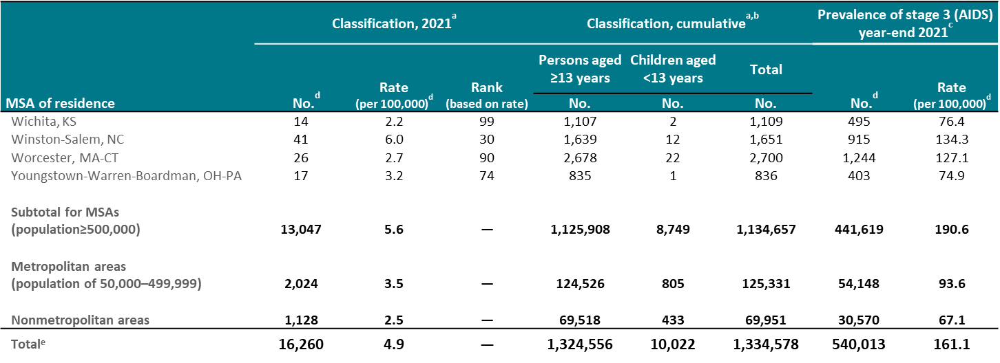 Classification, 2021a Classification, cumulativea,b Prevalence of stage 3 (AIDS)
year-end 2021c
Persons aged Children aged Total
≥13 years <13 years
Rate Rank Rate
MSA of residence No.d (per 100,000)d (based on rate) No. No. No. No.d (per 100,000)d
Wichita, KS 14 2.2 99 1,107 2 1,109 495 76.4
Winston-Salem, NC 41 6.0 30 1,639 12 1,651 915 134.3
Worcester, MA-CT 26 2.7 90 2,678 22 2,700 1,244 127.1
Youngstown-Warren-Boardman, OH-PA 17 3.2 74 835 1 836 403 74.9
Subtotal for MSAs
(population≥500,000) 13,047 5.6 — 1,125,908 8,749 1,134,657 441,619 190.6
Metropolitan areas
(population of 50,000–499,999) 2,024 3.5 — 124,526 805 125,331 54,148 93.6
Nonmetropolitan areas 1,128 2.5 — 69,518 433 69,951 30,570 67.1
Totale 16,260 4.9 — 1,324,556 10,022 1,334,578 540,013 161.1